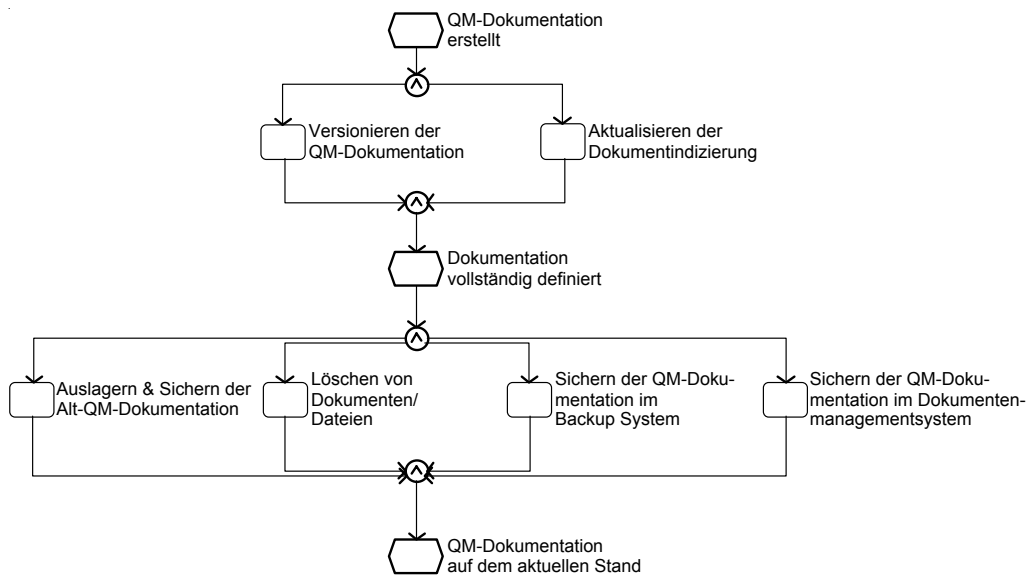 QM-Dokumentation
erstellt
Versionieren der
QM-Dokumentation
Aktualisieren der
Dokumentindizierung
Dokumentation
vollständig definiert
Auslagern & Sichern der
Alt-QM-Dokumentation
Löschen von
Dokumenten/
Dateien
Sichern der QM-Doku-
mentation im
Backup System
Sichern der QM-Doku-
mentation im Dokumenten-
managementsystem
QM-Dokumentation
auf dem aktuellen Stand